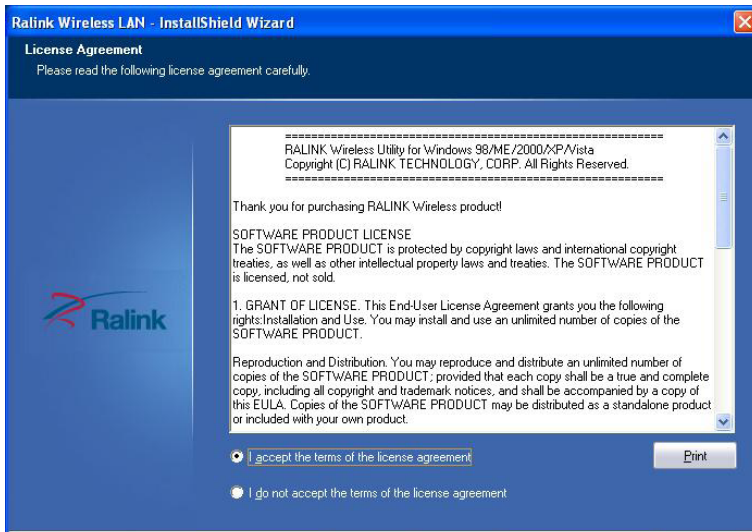 Ralink Wireless LAN - InstallShield Wizard
License Agreement
Please read the following license agreement carefully.
=========================================================
RALINK Wireless Utility for Windows 98/ME/2000/XP/Vista
Copyright (C) RALINK TECHNOLOGY, CORP. All Rights Reserved.
=========================================================
Thank you for purchasing RALINK Wireless product!
SOFTWARE PRODUCT LICENSE
The SOFTWARE PRODUCT is protected by copyright laws and international copyright
treaties, as well as other intellectual property laws and treaties. The SOFTWARE PRODUCT
is licensed, not sold.
1. GRANT OF LICENSE. This End-User License Agreement grants you the following
rights:Installation and Use. You may install and use an unlimited number of copies of the
SOFTWARE PRODUCT.
Reproduction and Distribution. You may reproduce and distribute an unlimited number of
copies of the SOFTWARE PRODUCT; provided that each copy shall be a true and complete
copy, including all copyright and trademark notices, and shall be accompanied by a copy of
this EULA. Copies of the SOFTWARE PRODUCT may be distributed as a standalone product
or included with your own product.
Ralink
I accept the terms of the license agreement
Print
I do not accept the terms of the license agreement